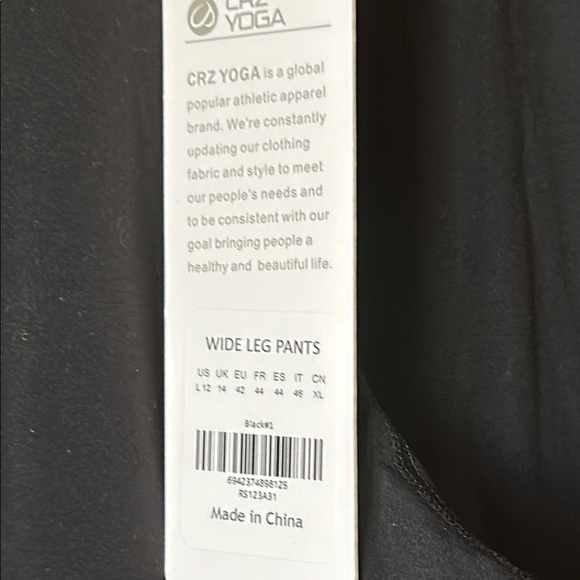 CRZ
YOGA
CRZ YOGA is a global
popular athletic apparel
brand. We're constantly
updating our clothing
fabric and style to meet
our people's needs and
to be consistent with our
goal bringing people a
healthy and beautiful life.
WIDE LEG PANTS
US UK EU FR ES IT CN
L12 14 42 44 44 48 XL
Black#1
6942374898125
RS123A31
Made in China